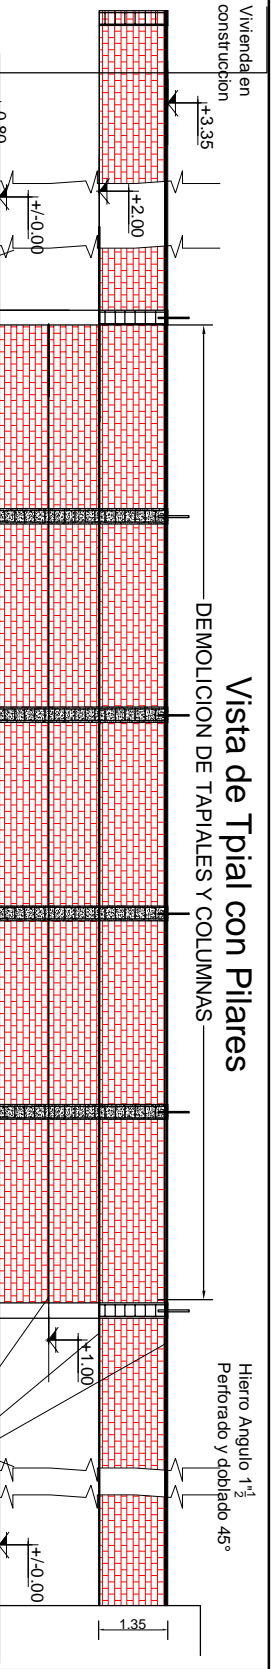 Vista de Tpial con Pilares
DEMOLICION DE TAPIALES Y COLUMNAS
Vivienda en
construccion
Hierro Angulo 1"1/2
Perforado y doblado 45°
+3.35
+2.00
+/-0.00
+1.00
+/-0.00
1.35